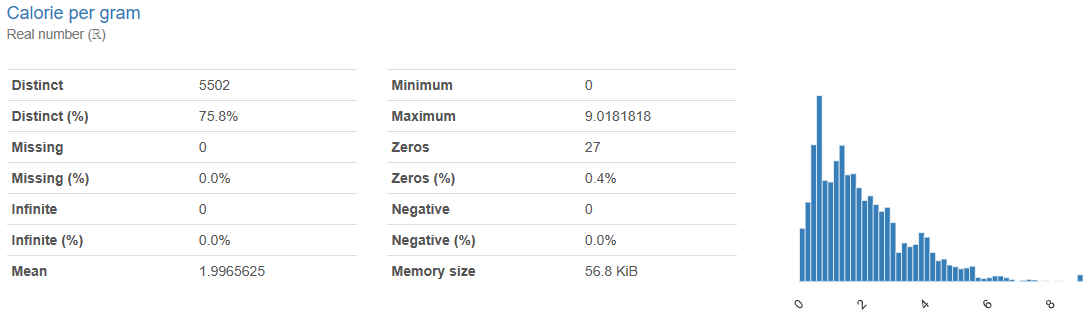 Calorie per gram
Real number (ℝ)
Distinct 5502
Distinct (%) 75.8%
Missing 0
Missing (%) 0.0%
Infinite 0
Infinite (%) 0.0%
Mean 1.9965625
Minimum 0
Maximum 9.0181818
Zeros 27
Zeros (%) 0.4%
Negative 0
Negative (%) 0.0%
Memory size 56.8 KiB
0 2 4 6 8